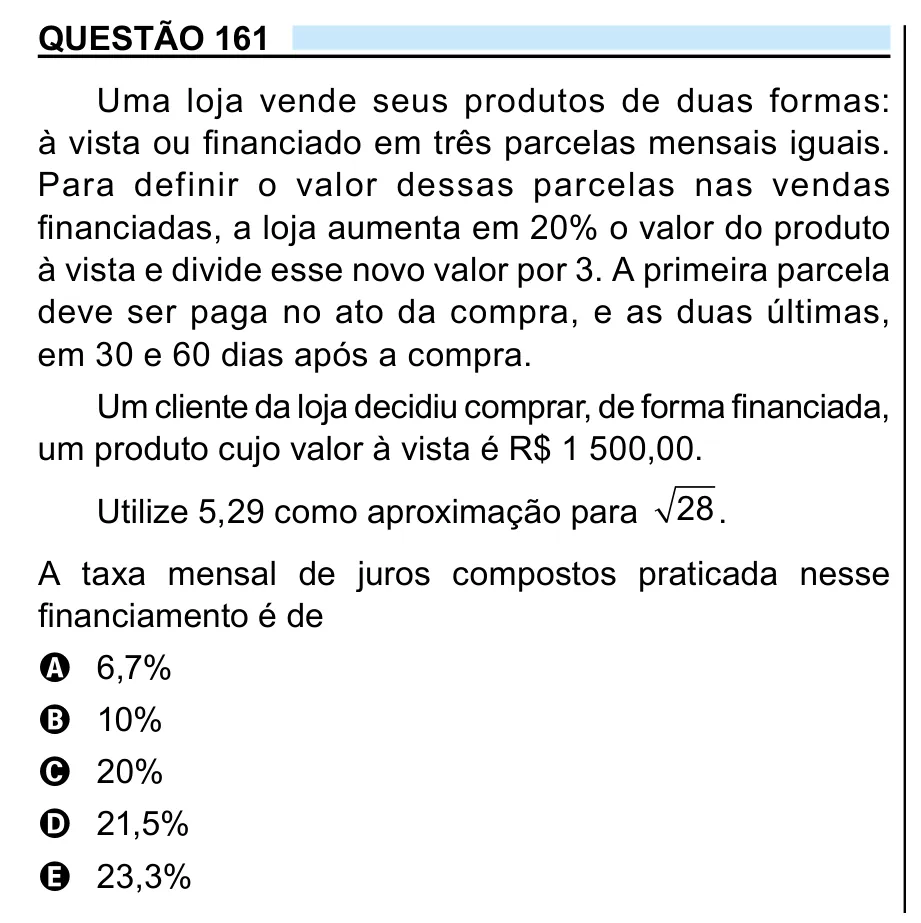 QUESTÃO 161
Uma loja vende seus produtos de duas formas:
à vista ou financiado em três parcelas mensais iguais.
Para definir o valor dessas parcelas nas vendas
financiadas, a loja aumenta em 20% o valor do produto
à vista e divide esse novo valor por 3. A primeira parcela
deve ser paga no ato da compra, e as duas últimas,
em 30 e 60 dias após a compra.
Um cliente da loja decidiu comprar, de forma financiada,
um produto cujo valor à vista é R$ 1 500,00.
Utilize 5,29 como aproximação para √28.
A taxa mensal de juros compostos praticada nesse
financiamento é de
A 6,7%
B 10%
C 20%
D 21,5%
E 23,3%